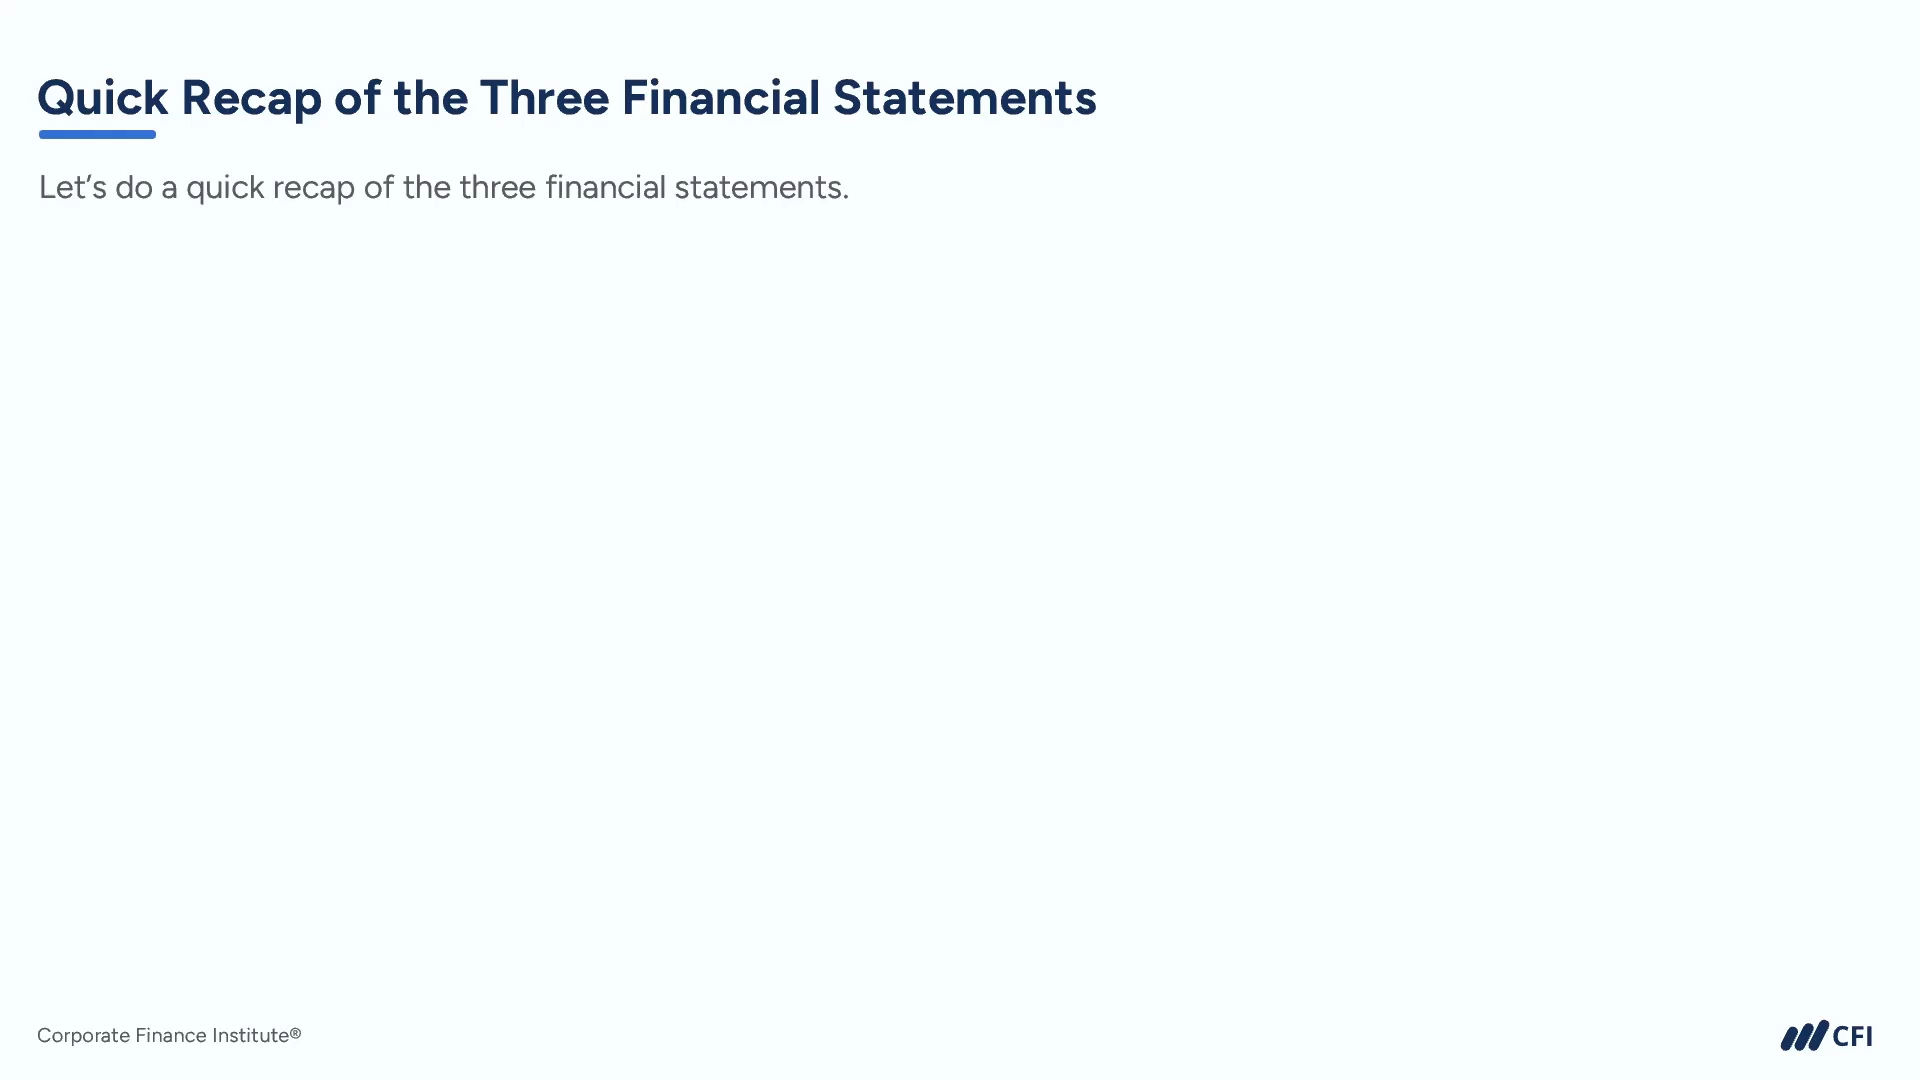 Quick Recap of the Three Financial Statements
Let’s do a quick recap of the three financial statements.
Corporate Finance Institute®
CFI